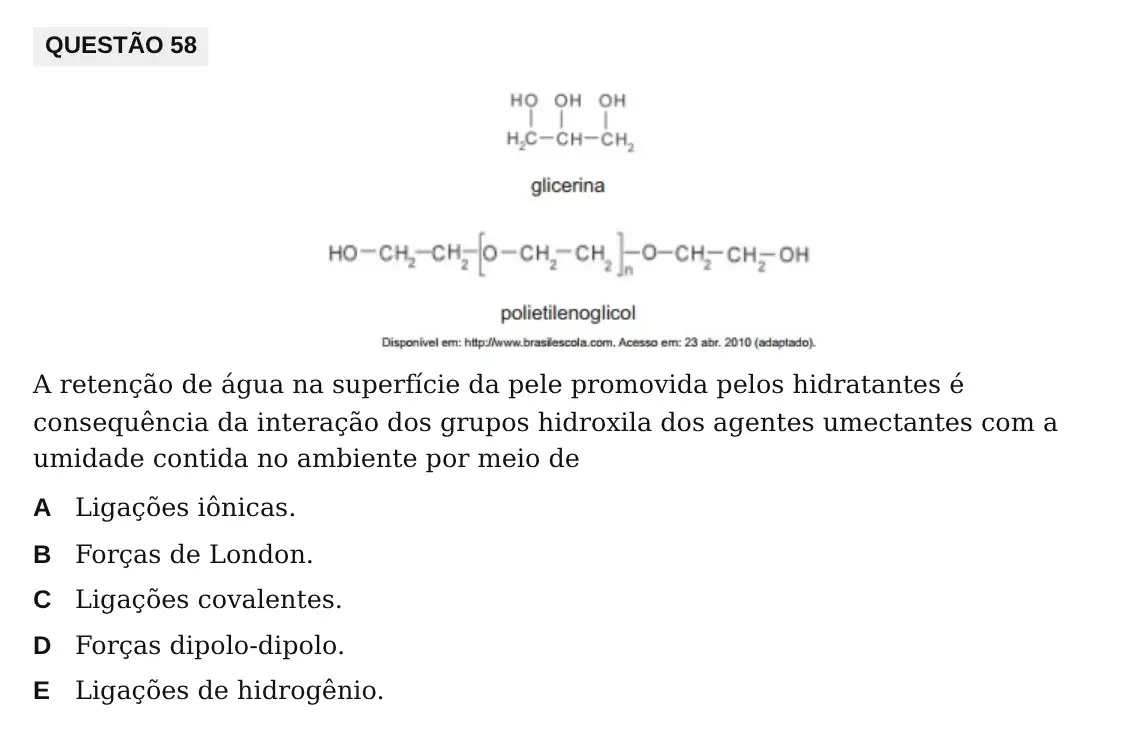 QUESTÃO 58
HO OH OH
H₂C−CH−CH₂
glicerina
HO−CH₂−CH₂−[O−CH₂−CH₂]n−O−CH₂−CH₂−OH
polietilenoglicol
Disponível em: http://www.brasilescola.com. Acesso em: 23 abr. 2010 (adaptado).
A retenção de água na superfície da pele promovida pelos hidratantes é
consequência da interação dos grupos hidroxila dos agentes umectantes com a
umidade contida no ambiente por meio de
A Ligações iônicas.
B Forças de London.
C Ligações covalentes.
D Forças dipolo-dipolo.
E Ligações de hidrogênio.